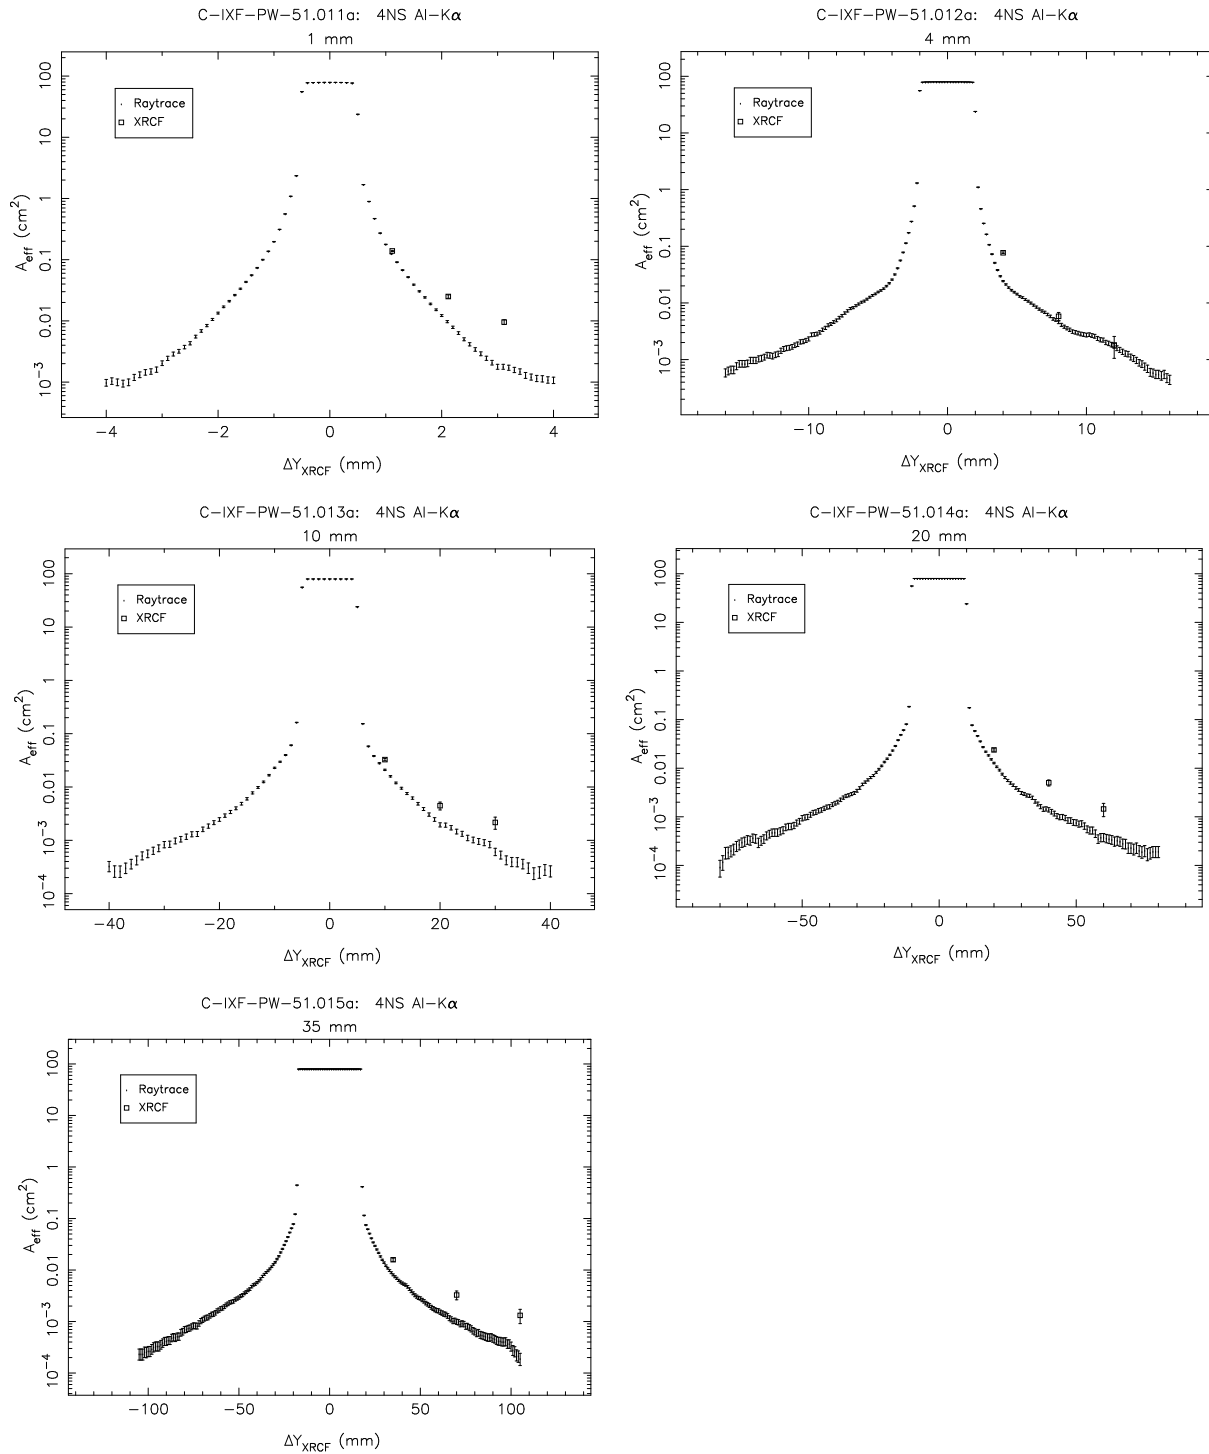 C-IXF-PW-51.011a: 4NS Al-Kα
1 mm
100
10
1
0.1
0.01
10⁻³
A_eff (cm²)
Raytrace
XRCF
−4 −2 0 2 4
ΔY_XRCF (mm)
C-IXF-PW-51.012a: 4NS Al-Kα
4 mm
100
10
1
0.1
0.01
10⁻³
A_eff (cm²)
Raytrace
XRCF
−10 0 10
ΔY_XRCF (mm)
C-IXF-PW-51.013a: 4NS Al-Kα
10 mm
100
10
1
0.1
0.01
10⁻³
10⁻⁴
A_eff (cm²)
Raytrace
XRCF
−40 −20 0 20 40
ΔY_XRCF (mm)
C-IXF-PW-51.014a: 4NS Al-Kα
20 mm
100
10
1
0.1
0.01
10⁻³
10⁻⁴
A_eff (cm²)
Raytrace
XRCF
−50 0 50
ΔY_XRCF (mm)
C-IXF-PW-51.015a: 4NS Al-Kα
35 mm
100
10
1
0.1
0.01
10⁻³
10⁻⁴
A_eff (cm²)
Raytrace
XRCF
−100 −50 0 50 100
ΔY_XRCF (mm)